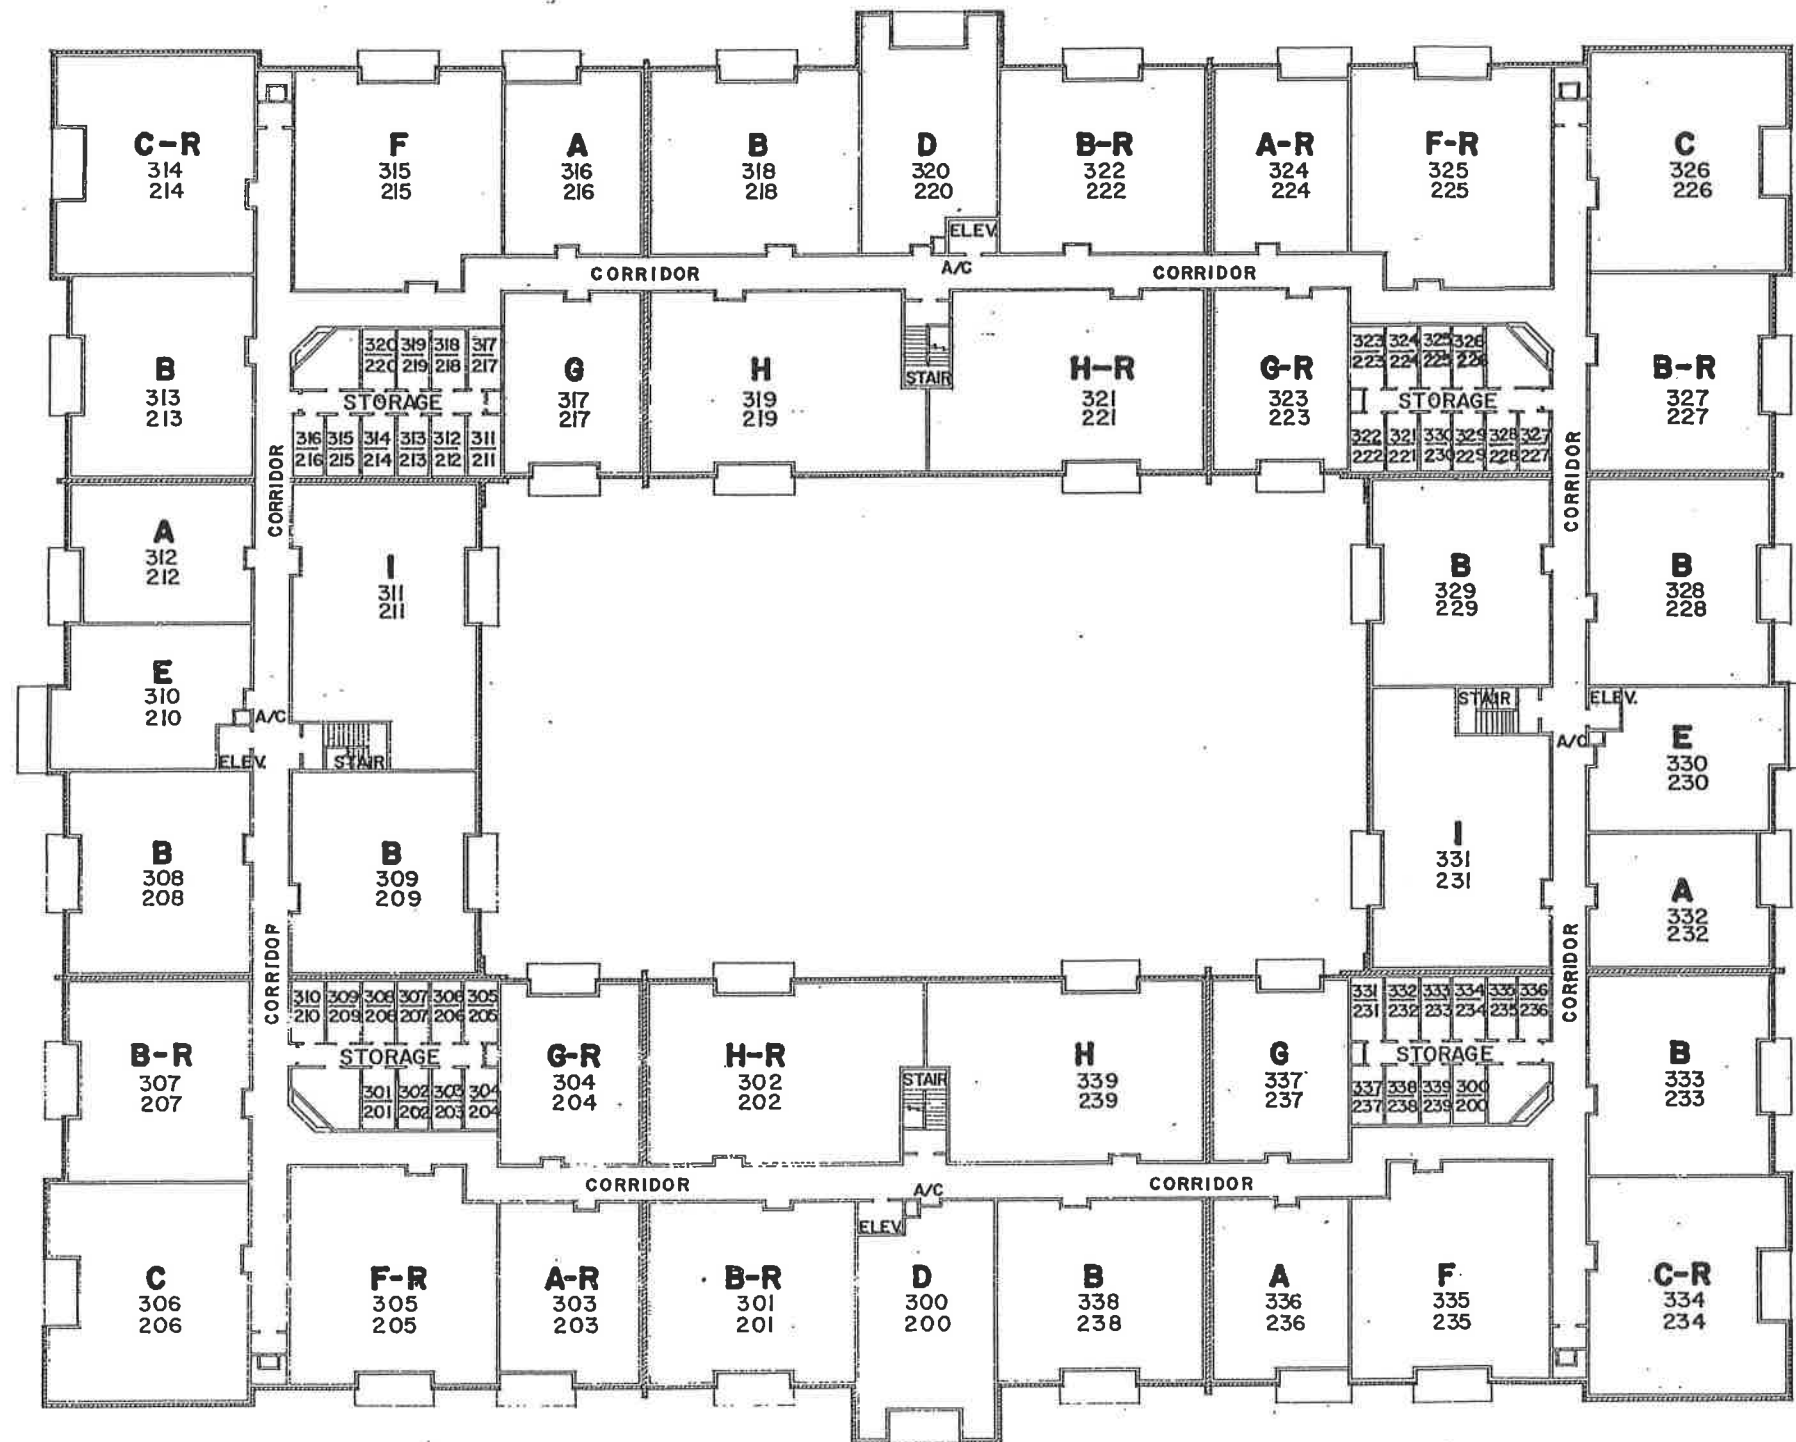 C-R
314
214
F
315
215
A
316
216
B
318
218
D
320
220
B-R
322
222
A-R
324
224
F-R
325
225
C
326
226
ELEV.
A/C
CORRIDOR
CORRIDOR
B
313
213
320
220
319
219
318
218
317
217
STORAGE
316
216
315
215
314
214
313
213
312
212
311
211
G
317
217
H
319
219
STAIR
H-R
321
221
G-R
323
223
323
223
324
224
325
225
326
226
STORAGE
322
222
321
221
330
230
329
229
328
228
327
227
B-R
327
227
CORRIDOR
CORRIDOR
A
312
212
I
311
211
B
329
229
B
328
228
E
310
210
A/C
ELEV.
STAIR
STAIR
ELEV.
A/C
E
330
230
B
308
208
B
309
209
I
331
231
A
332
232
CORRIDOR
CORRIDOR
B-R
307
207
310
210
309
209
308
208
307
207
306
206
305
205
STORAGE
301
201
302
202
303
203
304
204
G-R
304
204
H-R
302
202
STAIR
H
339
239
G
337
237
331
231
332
232
333
233
334
234
335
235
336
236
STORAGE
337
237
338
238
339
239
300
200
B
333
233
CORRIDOR
A/C
CORRIDOR
ELEV.
C
306
206
F-R
305
205
A-R
303
203
B-R
301
201
D
300
200
B
338
238
A
336
236
F
335
235
C-R
334
234